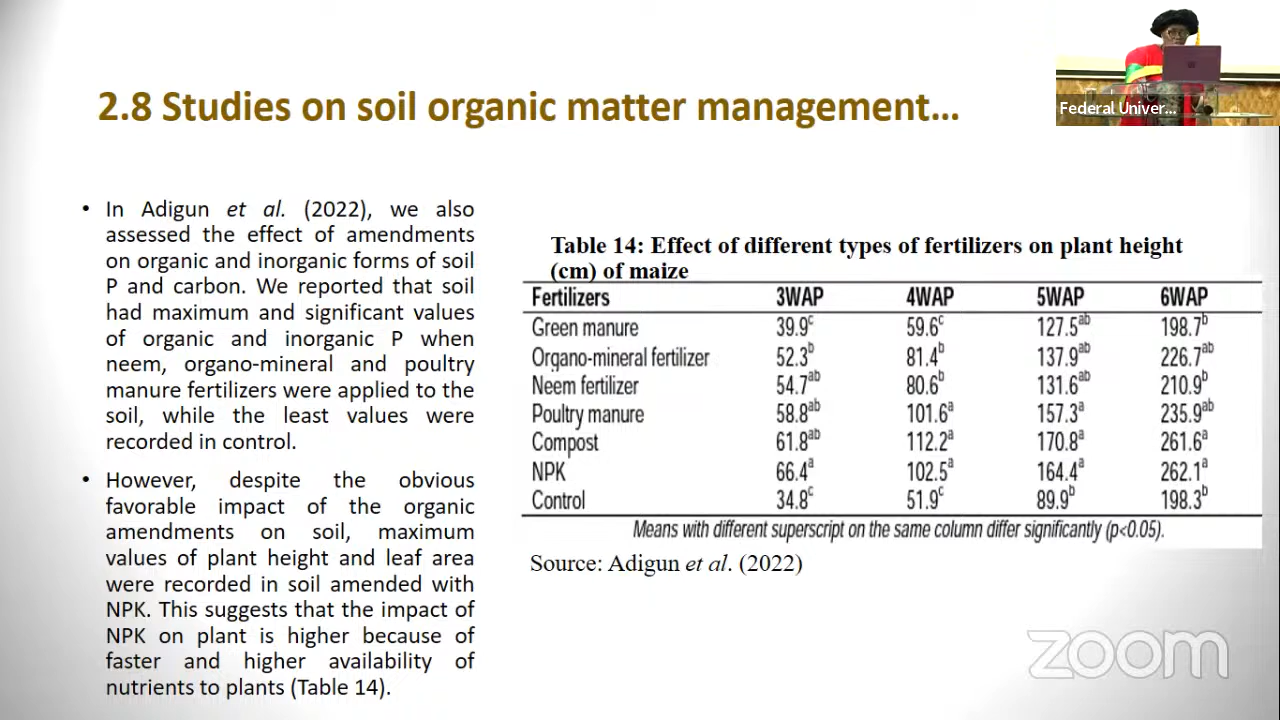 2.8 Studies on soil organic matter management...
Federal Univer...
• In Adigun et al. (2022), we also
assessed the effect of amendments
on organic and inorganic forms of soil
P and carbon. We reported that soil
had maximum and significant values
of organic and inorganic P when
neem, organo-mineral and poultry
manure fertilizers were applied to the
soil, while the least values were
recorded in control.
• However, despite the obvious
favorable impact of the organic
amendments on soil, maximum
values of plant height and leaf area
were recorded in soil amended with
NPK. This suggests that the impact of
NPK on plant is higher because of
faster and higher availability of
nutrients to plants (Table 14).
Table 14: Effect of different types of fertilizers on plant height
(cm) of maize
Fertilizers 3WAP 4WAP 5WAP 6WAP
Green manure 39.9c 59.6c 127.5ab 198.7b
Organo-mineral fertilizer 52.3b 81.4b 137.9ab 226.7ab
Neem fertilizer 54.7ab 80.6b 131.6ab 210.9b
Poultry manure 58.8ab 101.6a 157.3a 235.9ab
Compost 61.8ab 112.2a 170.8a 261.6a
NPK 66.4a 102.5a 164.4a 262.1a
Control 34.8c 51.9c 89.9b 198.3b
Means with different superscript on the same column differ significantly (p<0.05).
Source: Adigun et al. (2022)
zoom